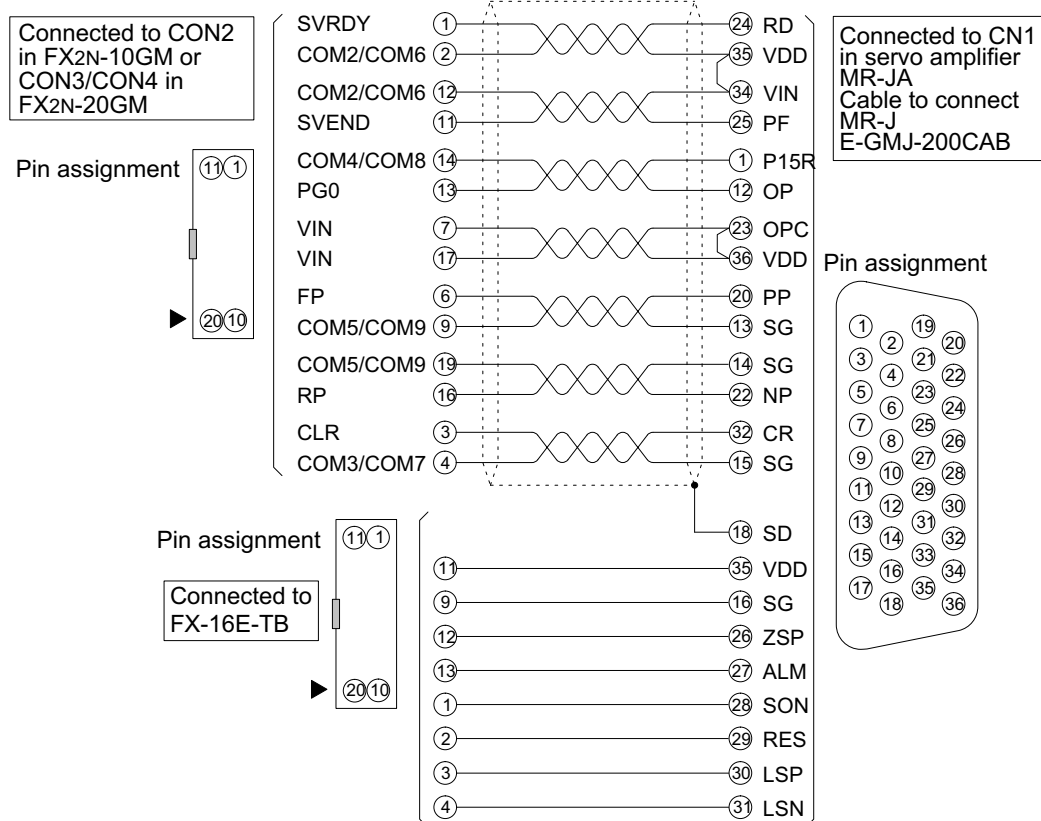 Connected to CON2
in FX2N-10GM or
CON3/CON4 in
FX2N-20GM
Pin assignment
11 1
20 10
SVRDY 1 24 RD
COM2/COM6 2 35 VDD
COM2/COM6 12 34 VIN
SVEND 11 25 PF
COM4/COM8 14 1 P15R
PG0 13 12 OP
VIN 7 23 OPC
VIN 17 36 VDD
FP 6 20 PP
COM5/COM9 9 13 SG
COM5/COM9 19 14 SG
RP 16 22 NP
CLR 3 32 CR
COM3/COM7 4 15 SG
18 SD
Connected to CN1
in servo amplifier
MR-JA
Cable to connect
MR-J
E-GMJ-200CAB
Pin assignment
1 19
2 20
3 21
4 22
5 23
6 24
7 25
8 26
9 27
10 28
11 29
12 30
13 31
14 32
15 33
16 34
17 35
18 36
Pin assignment
11 1
20 10
Connected to
FX-16E-TB
11 35 VDD
9 16 SG
12 26 ZSP
13 27 ALM
1 28 SON
2 29 RES
3 30 LSP
4 31 LSN